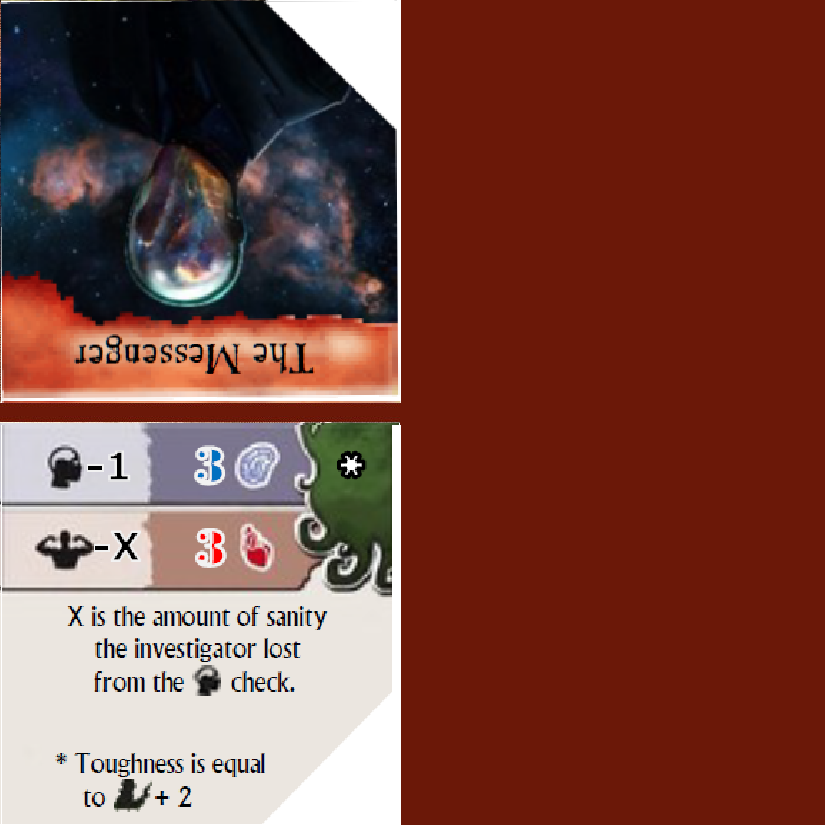 The Messenger
-1 3 *
-X 3
X is the amount of sanity
the investigator lost
from the check.
* Toughness is equal
to + 2